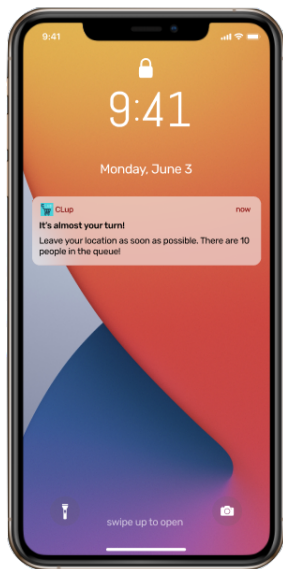 9:41
9:41
Monday, June 3
CLup now
It's almost your turn!
Leave your location as soon as possible. There are 10
people in the queue!
swipe up to open